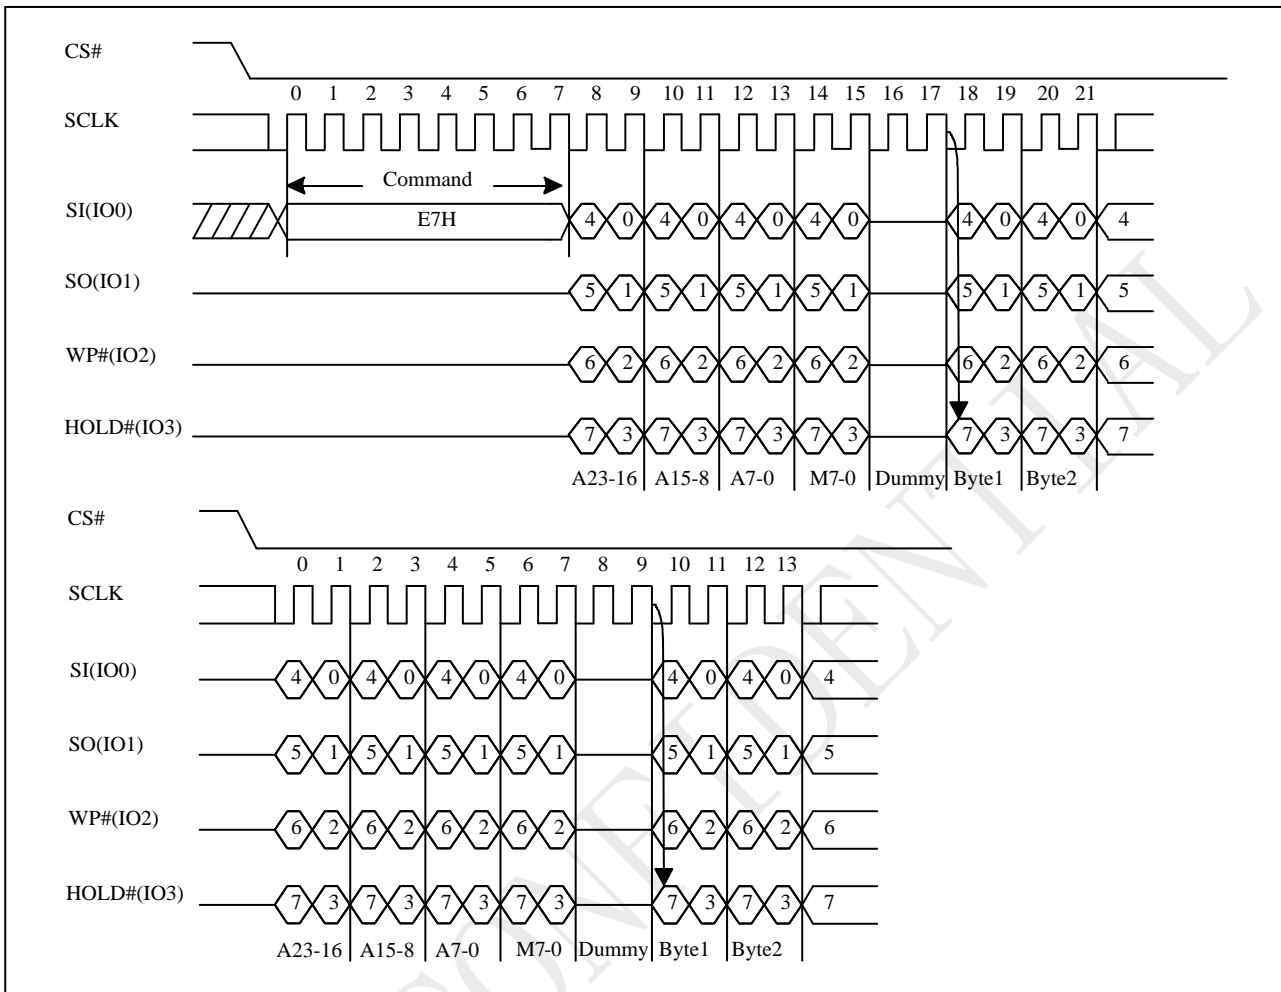 CS#
0 1 2 3 4 5 6 7 8 9 10 11 12 13 14 15 16 17 18 19 20 21
SCLK
Command
SI(IO0) E7H 4 0 4 0 4 0 4 0 4 0 4 0 4
SO(IO1) 5 1 5 1 5 1 5 1 5 1 5 1 5
WP#(IO2) 6 2 6 2 6 2 6 2 6 2 6 2 6
HOLD#(IO3) 7 3 7 3 7 3 7 3 7 3 7 3 7
A23-16 A15-8 A7-0 M7-0 Dummy Byte1 Byte2
CS#
0 1 2 3 4 5 6 7 8 9 10 11 12 13
SCLK
SI(IO0) 4 0 4 0 4 0 4 0 4 0 4 0 4
SO(IO1) 5 1 5 1 5 1 5 1 5 1 5 1 5
WP#(IO2) 6 2 6 2 6 2 6 2 6 2 6 2 6
HOLD#(IO3) 7 3 7 3 7 3 7 3 7 3 7 3 7
A23-16 A15-8 A7-0 M7-0 Dummy Byte1 Byte2
CONFIDENTIAL